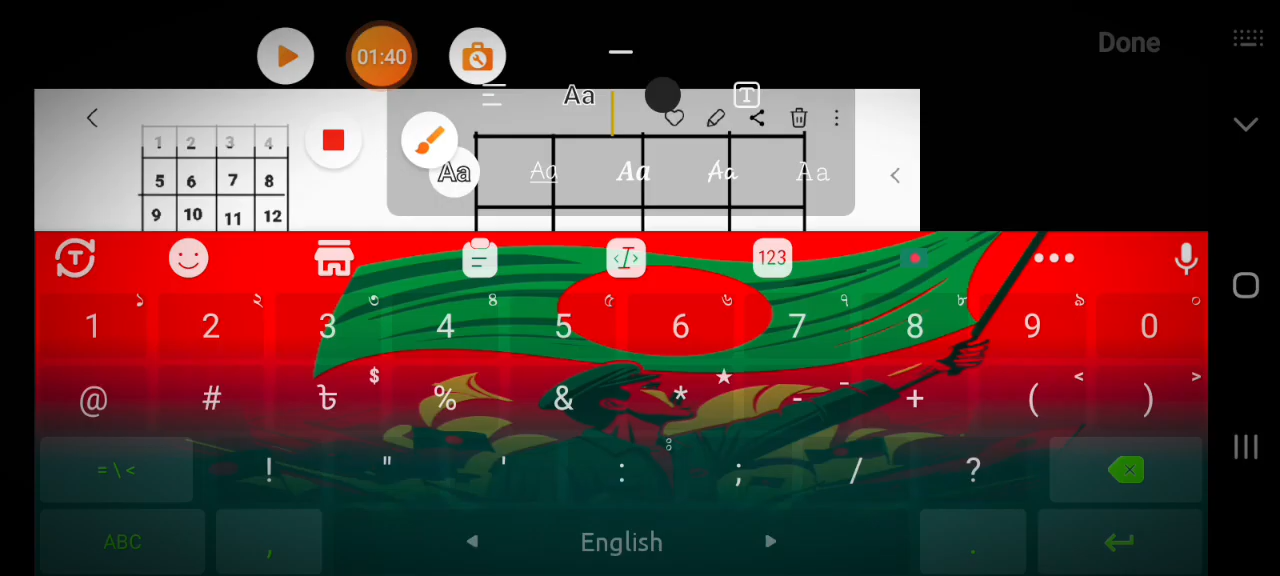 Done
01:40
Aa
T
1 2 3 4
5 6 7 8
9 10 11 12
Aa Aa Aa Aa Aa
T 123
১ ২ ৩ ৪ ৫ ৬ ৭ ৮ ৯ ০
1 2 3 4 5 6 7 8 9 0
$ ★ _ < >
@ # ৳ % & * - + ( )
ঃ
=\< ! " ' : ; / ?
ABC , English .